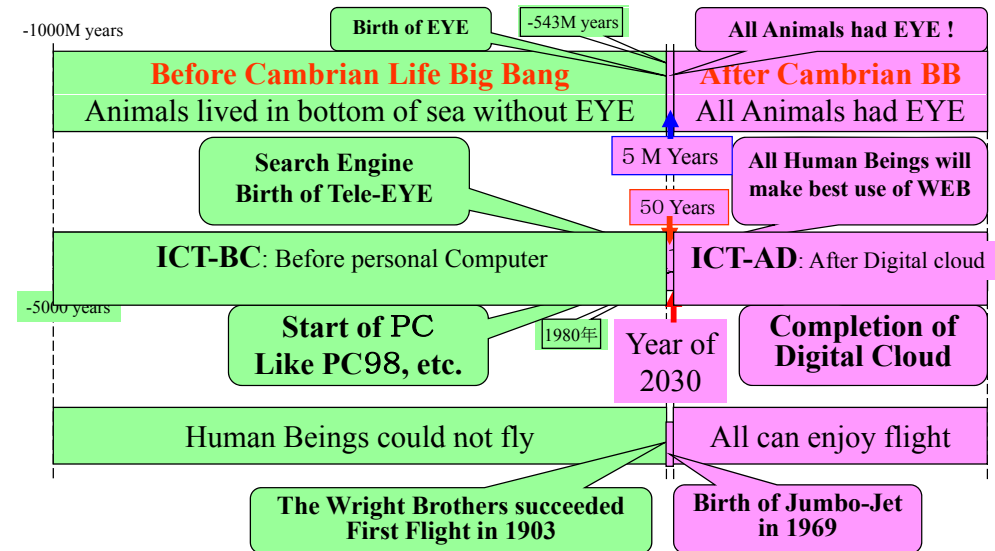 -1000M years
Birth of EYE
-543M years
All Animals had EYE !
Before Cambrian Life Big Bang
After Cambrian BB
Animals lived in bottom of sea without EYE
All Animals had EYE
Search Engine
Birth of Tele-EYE
5 M Years
All Human Beings will
make best use of WEB
50 Years
ICT-BC: Before personal Computer
ICT-AD: After Digital cloud
-5000 years
Start of PC
Like PC98, etc.
1980年
Year of
2030
Completion of
Digital Cloud
Human Beings could not fly
All can enjoy flight
The Wright Brothers succeeded
First Flight in 1903
Birth of Jumbo-Jet
in 1969